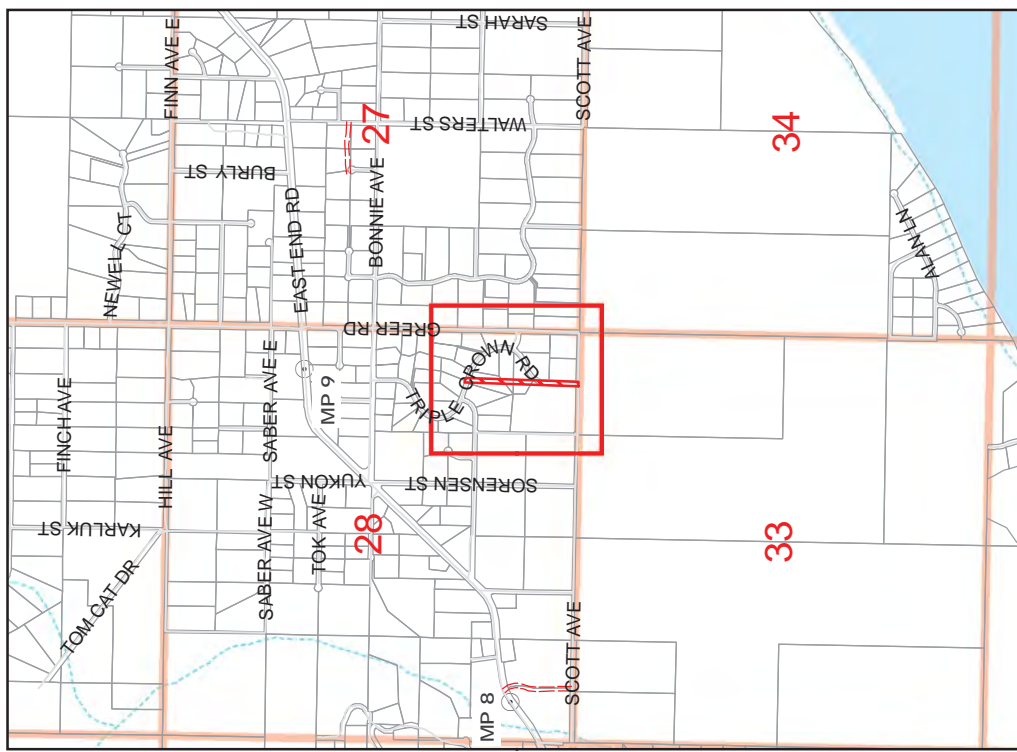 SARAH ST
SCOTT AVE
FINN AVE E
WALTERS ST
27
34
BURLY ST
BONNIE AVE
EAST END RD
NEWELL CT
ALAN LN
GREER RD
TRIPLE CROWN RD
MP 9
SABER AVE E
FINCH AVE
HILL AVE
YUKON ST
SORENSEN ST
KARLUK ST
TOK AVE
SABER AVE W
28
33
TOM CAT DR
SCOTT AVE
MP 8